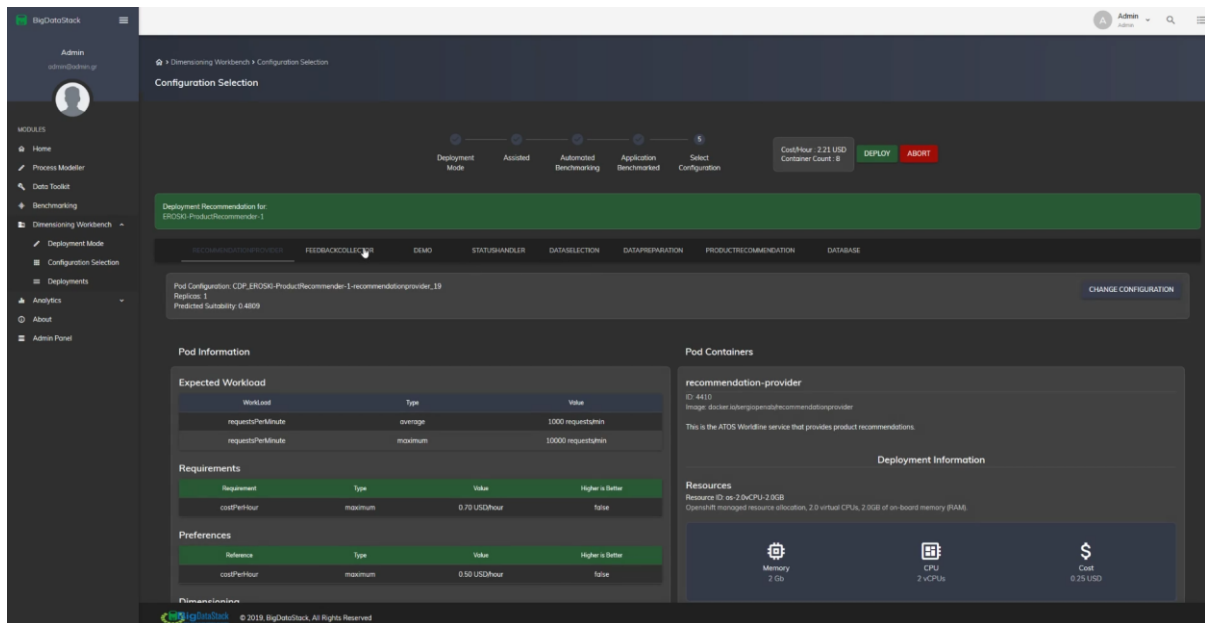 BigDataStack
Admin
Admin
Admin
admin@admin.gr
Dimensioning Workbench > Configuration Selection
Configuration Selection
MODULES
Home
Process Modeller
Data Toolkit
Benchmarking
Dimensioning Workbench
Deployment Mode
Configuration Selection
Deployments
Analytics
About
Admin Panel
Deployment Mode
Assisted
Automated Benchmarking
Application Benchmarked
5
Select Configuration
Cost/Hour : 2.21 USD
Container Count : 8
DEPLOY
ABORT
Deployment Recommendation for:
EROSKI-ProductRecommender-1
RECOMMENDATIONPROVIDER FEEDBACKCOLLECTOR DEMO STATUSHANDLER DATASELECTION DATAPREPARATION PRODUCTRECOMMENDATION DATABASE
Pod Configuration: CDP_EROSKI-ProductRecommender-1-recommendationprovider_19
Replicas: 1
Predicted Suitability: 0.4809
CHANGE CONFIGURATION
Pod Information
Expected Workload
WorkLoad Type Value
requestsPerMinute average 1000 requests/min
requestsPerMinute maximum 10000 requests/min
Requirements
Requirement Type Value Higher is Better
costPerHour maximum 0.70 USD/hour false
Preferences
Reference Type Value Higher is Better
costPerHour maximum 0.50 USD/hour false
Dimensioning
Pod Containers
recommendation-provider
ID: 4410
Image: docker.io/sergiopenab/recommendationprovider
This is the ATOS Worldline service that provides product recommendations.
Deployment Information
Resources
Resource ID: os-2.0vCPU-2.0GB
Openshift managed resource allocation, 2.0 virtual CPUs, 2.0GB of on-board memory (RAM).
Memory
2 Gb
CPU
2 vCPUs
Cost
0.25 USD
BigDataStack © 2019, BigDataStack, All Rights Reserved